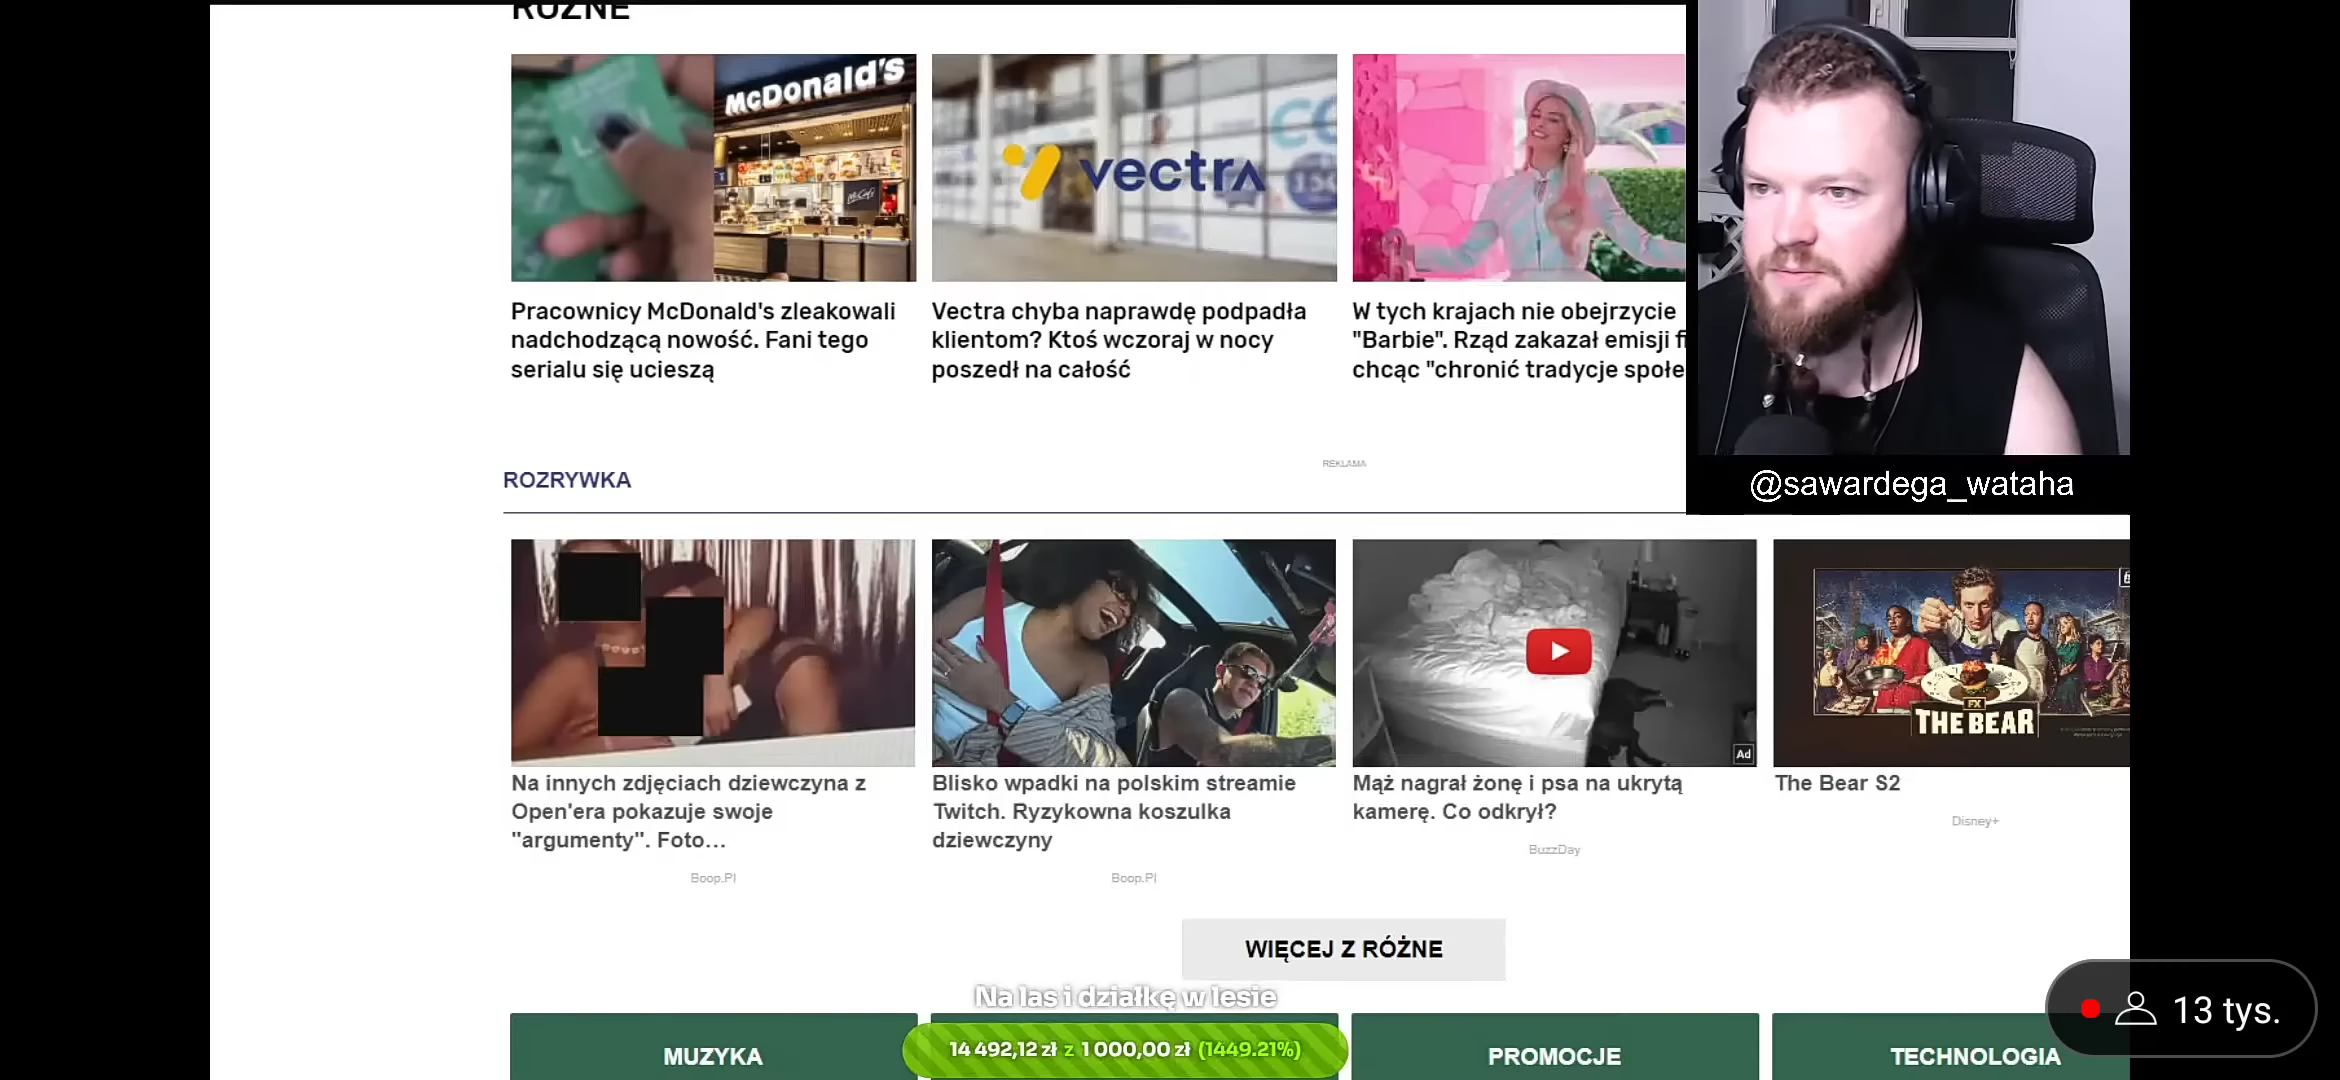 RÓŻNE
McDonald's
McCafé
vectra
Pracownicy McDonald's zleakowali
nadchodzącą nowość. Fani tego
serialu się ucieszą
Vectra chyba naprawdę podpadła
klientom? Ktoś wczoraj w nocy
poszedł na całość
W tych krajach nie obejrzycie
"Barbie". Rząd zakazał emisji fi
chcąc "chronić tradycje społe
@sawardega_wataha
REKLAMA
ROZRYWKA
Ad
FX
THE BEAR
Na innych zdjęciach dziewczyna z
Open'era pokazuje swoje
"argumenty". Foto...
Boop.Pl
Blisko wpadki na polskim streamie
Twitch. Ryzykowna koszulka
dziewczyny
Boop.Pl
Mąż nagrał żonę i psa na ukrytą
kamerę. Co odkrył?
BuzzDay
The Bear S2
Disney+
WIĘCEJ Z RÓŻNE
Na las i działkę w lesie
14 492,12 zł z 1 000,00 zł (1449.21%)
MUZYKA
PROMOCJE
TECHNOLOGIA
13 tys.